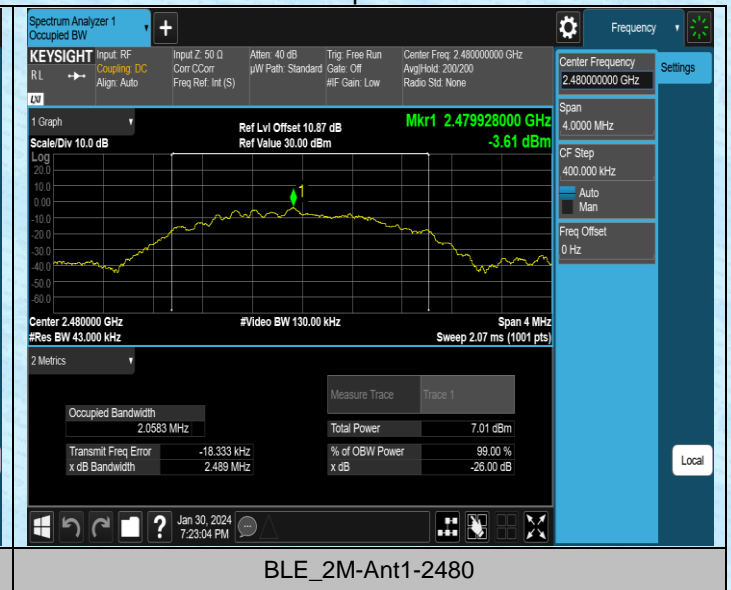 Spectrum Analyzer 1
Occupied BW
+
Frequency
KEYSIGHT
RL
LXI
Input: RF
Coupling: DC
Align: Auto
Input Z: 50 Ω
Corr CCorr
Freq Ref: Int (S)
Atten: 40 dB
µW Path: Standard
Trig: Free Run
Gate: Off
#IF Gain: Low
Center Freq: 2.480000000 GHz
Avg|Hold: 200/200
Radio Std: None
Center Frequency
2.480000000 GHz
Settings
Span
4.0000 MHz
CF Step
400.000 kHz
Auto
Man
Freq Offset
0 Hz
1 Graph
Scale/Div 10.0 dB
Ref Lvl Offset 10.87 dB
Ref Value 30.00 dBm
Mkr1 2.479928000 GHz
-3.61 dBm
Log
20.0
10.0
0.00
-10.0
-20.0
-30.0
-40.0
-50.0
-60.0
1
Center 2.480000 GHz
#Res BW 43.000 kHz
#Video BW 130.00 kHz
Span 4 MHz
Sweep 2.07 ms (1001 pts)
2 Metrics
Measure Trace Trace 1
Occupied Bandwidth
2.0583 MHz
Total Power 7.01 dBm
Transmit Freq Error -18.333 kHz
% of OBW Power 99.00 %
x dB Bandwidth 2.489 MHz
x dB -26.00 dB
Local
?
Jan 30, 2024
7:23:04 PM
BLE_2M-Ant1-2480